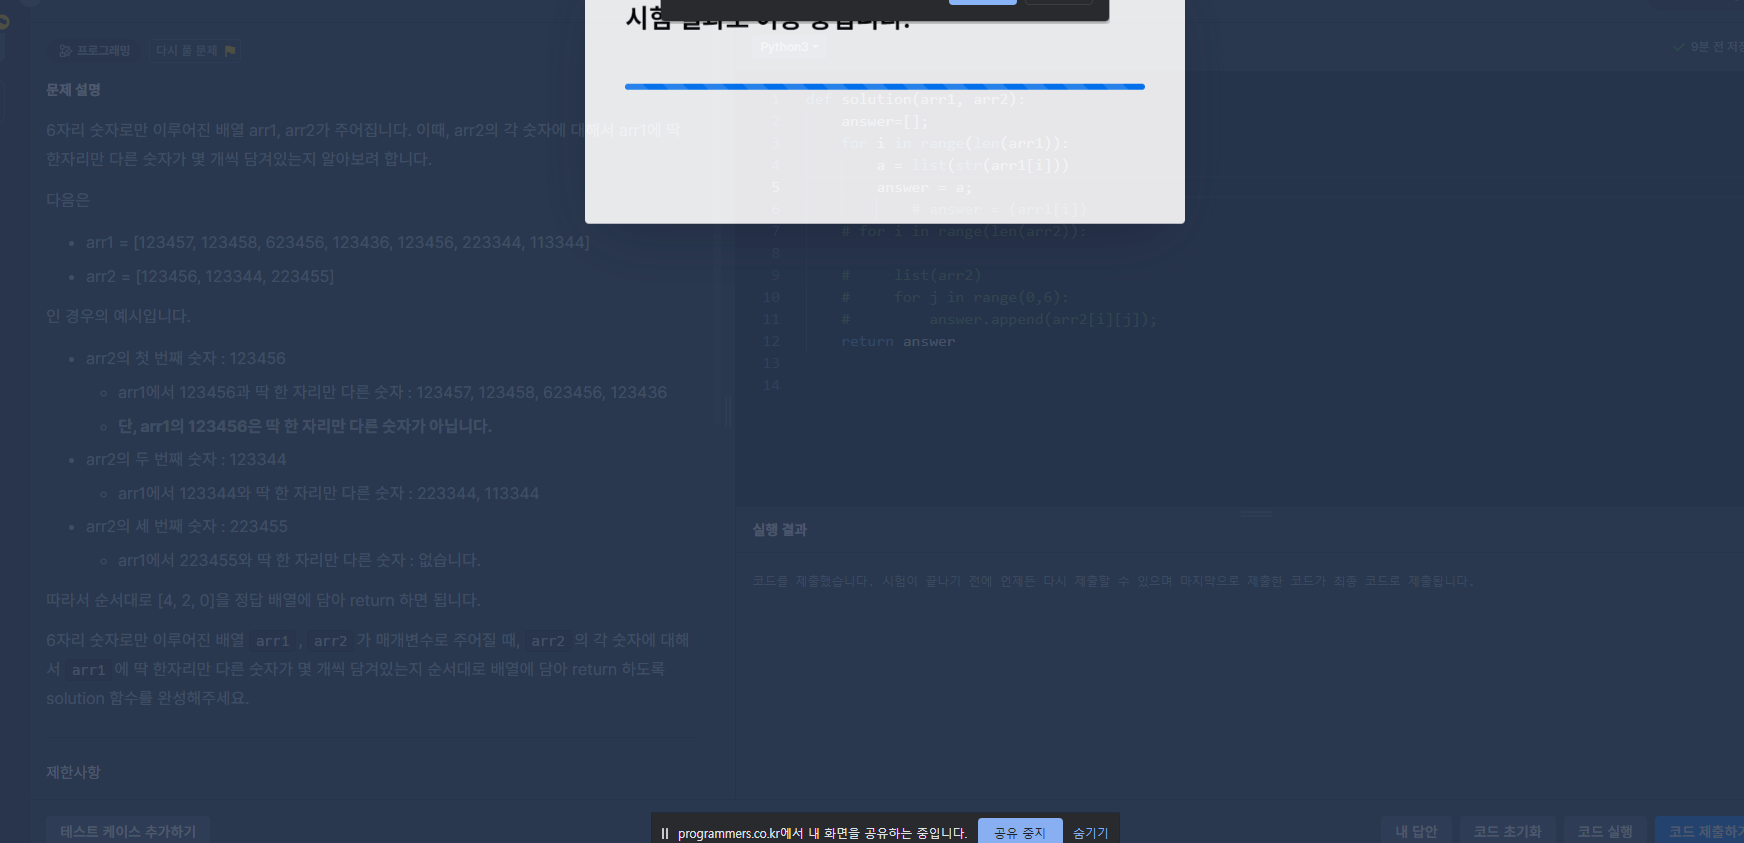 시험 결과로 이동 중입니다.
프로그래밍 다시 풀 문제
Python3
9분 전 저장
문제 설명
6자리 숫자로만 이루어진 배열 arr1, arr2가 주어집니다. 이때, arr2의 각 숫자에 대해서 arr1에 딱
한자리만 다른 숫자가 몇 개씩 담겨있는지 알아보려 합니다.
다음은
• arr1 = [123457, 123458, 623456, 123436, 123456, 223344, 113344]
• arr2 = [123456, 123344, 223455]
인 경우의 예시입니다.
• arr2의 첫 번째 숫자 : 123456
◦ arr1에서 123456과 딱 한 자리만 다른 숫자 : 123457, 123458, 623456, 123436
◦ 단, arr1의 123456은 딱 한 자리만 다른 숫자가 아닙니다.
• arr2의 두 번째 숫자 : 123344
◦ arr1에서 123344와 딱 한 자리만 다른 숫자 : 223344, 113344
• arr2의 세 번째 숫자 : 223455
◦ arr1에서 223455와 딱 한 자리만 다른 숫자 : 없습니다.
따라서 순서대로 [4, 2, 0]을 정답 배열에 담아 return 하면 됩니다.
6자리 숫자로만 이루어진 배열 arr1 , arr2 가 매개변수로 주어질 때, arr2 의 각 숫자에 대해
서 arr1 에 딱 한자리만 다른 숫자가 몇 개씩 담겨있는지 순서대로 배열에 담아 return 하도록
solution 함수를 완성해주세요.
제한사항
테스트 케이스 추가하기
1 def solution(arr1, arr2):
2 answer=[];
3 for i in range(len(arr1)):
4 a = list(str(arr1[i]))
5 answer = a;
6 # answer = (arr1[i])
7 # for i in range(len(arr2)):
8
9 # list(arr2)
10 # for j in range(0,6):
11 # answer.append(arr2[i][j]);
12 return answer
13
14
실행 결과
코드를 제출했습니다. 시험이 끝나기 전에 언제든 다시 제출할 수 있으며 마지막으로 제출한 코드가 최종 코드로 제출됩니다.
programmers.co.kr에서 내 화면을 공유하는 중입니다. 공유 중지 숨기기
내 답안 코드 초기화 코드 실행 코드 제출하기